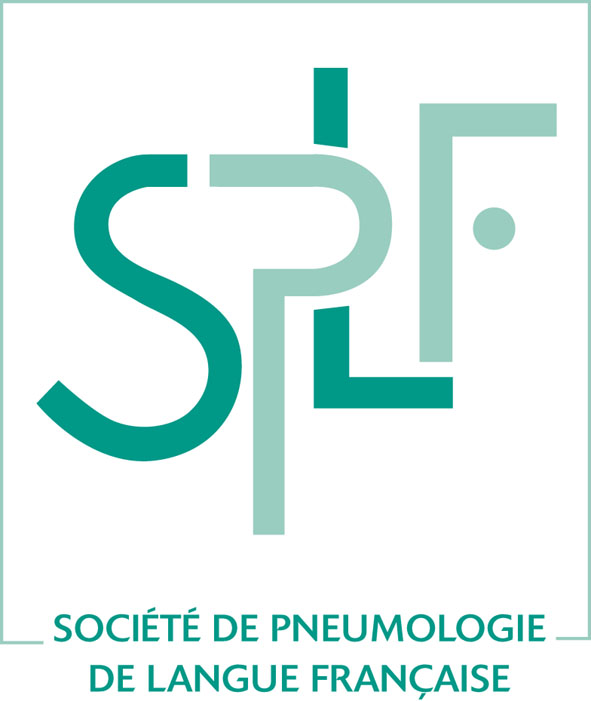 SPLF
SOCIÉTÉ DE PNEUMOLOGIE
DE LANGUE FRANÇAISE